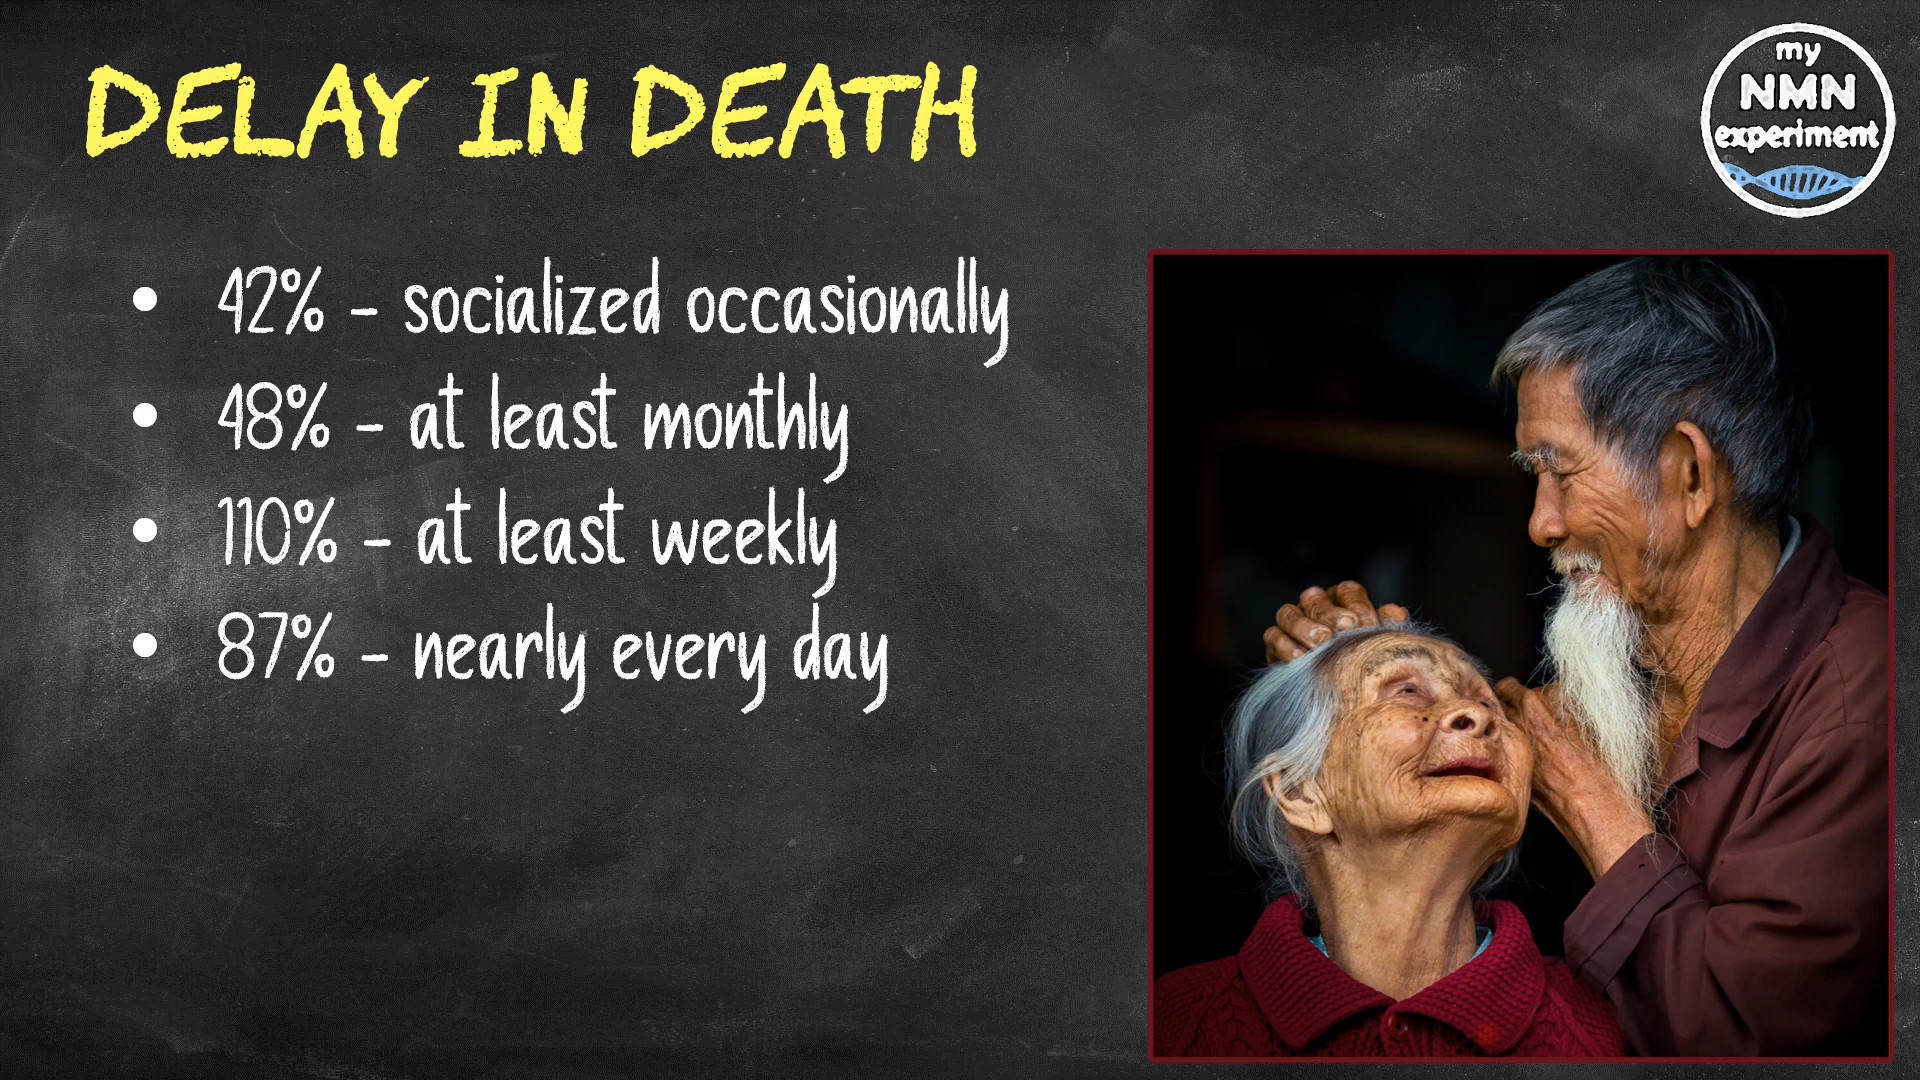 DELAY IN DEATH
my
NMN
experiment
• 42% - socialized occasionally
• 48% - at least monthly
• 110% - at least weekly
• 87% - nearly every day